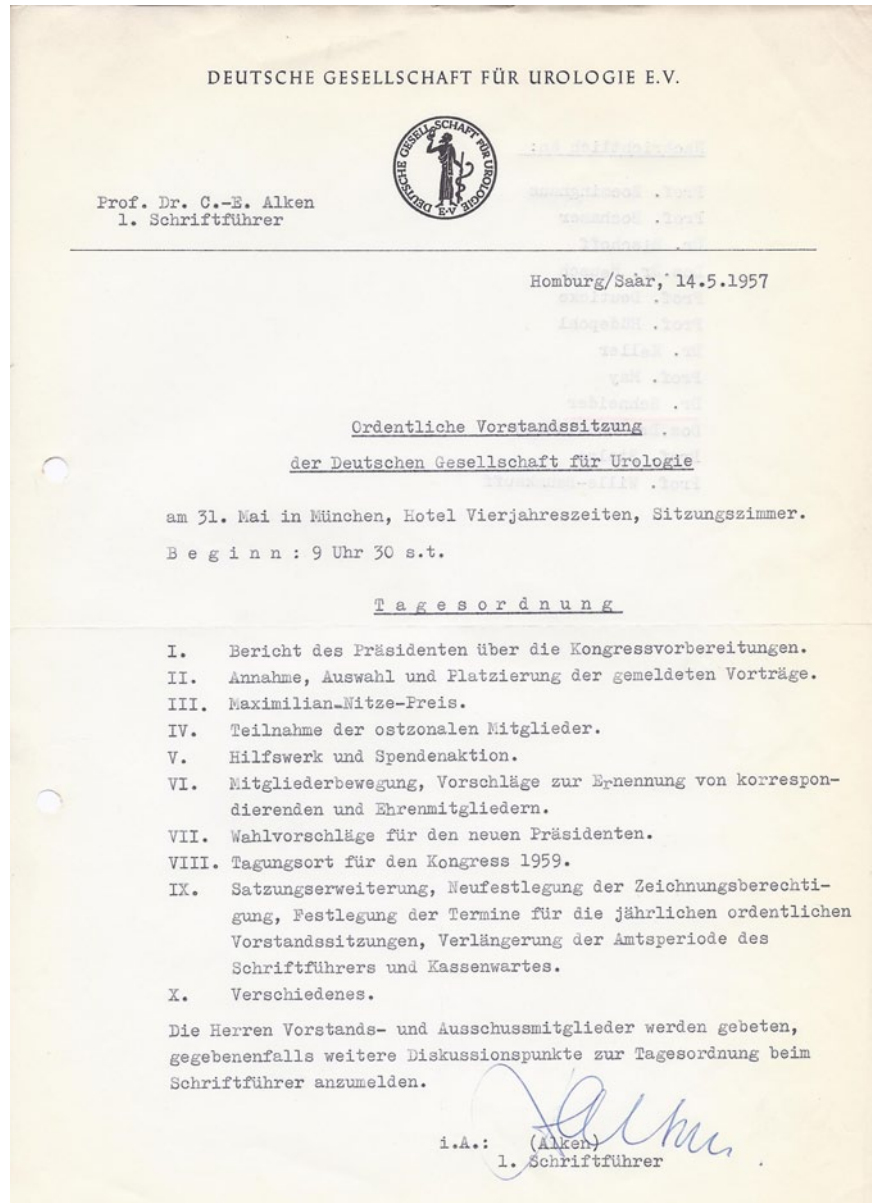 DEUTSCHE GESELLSCHAFT FÜR UROLOGIE E.V.
DEUTSCHE GESELLSCHAFT FÜR UROLOGIE E·V
Prof. Dr. C.-E. Alken
1. Schriftführer
Homburg/Saar, 14.5.1957
Ordentliche Vorstandssitzung
der Deutschen Gesellschaft für Urologie
am 31. Mai in München, Hotel Vierjahreszeiten, Sitzungszimmer.
B e g i n n : 9 Uhr 30 s.t.
T a g e s o r d n u n g
I. Bericht des Präsidenten über die Kongressvorbereitungen.
II. Annahme, Auswahl und Platzierung der gemeldeten Vorträge.
III. Maximilian-Nitze-Preis.
IV. Teilnahme der ostzonalen Mitglieder.
V. Hilfswerk und Spendenaktion.
VI. Mitgliederbewegung, Vorschläge zur Ernennung von korrespon-
dierenden und Ehrenmitgliedern.
VII. Wahlvorschläge für den neuen Präsidenten.
VIII. Tagungsort für den Kongress 1959.
IX. Satzungserweiterung, Neufestlegung der Zeichnungsberechti-
gung, Festlegung der Termine für die jährlichen ordentlichen
Vorstandssitzungen, Verlängerung der Amtsperiode des
Schriftführers und Kassenwartes.
X. Verschiedenes.
Die Herren Vorstands- und Ausschussmitglieder werden gebeten,
gegebenenfalls weitere Diskussionspunkte zur Tagesordnung beim
Schriftführer anzumelden.
i.A.: (Alken)
1. Schriftführer